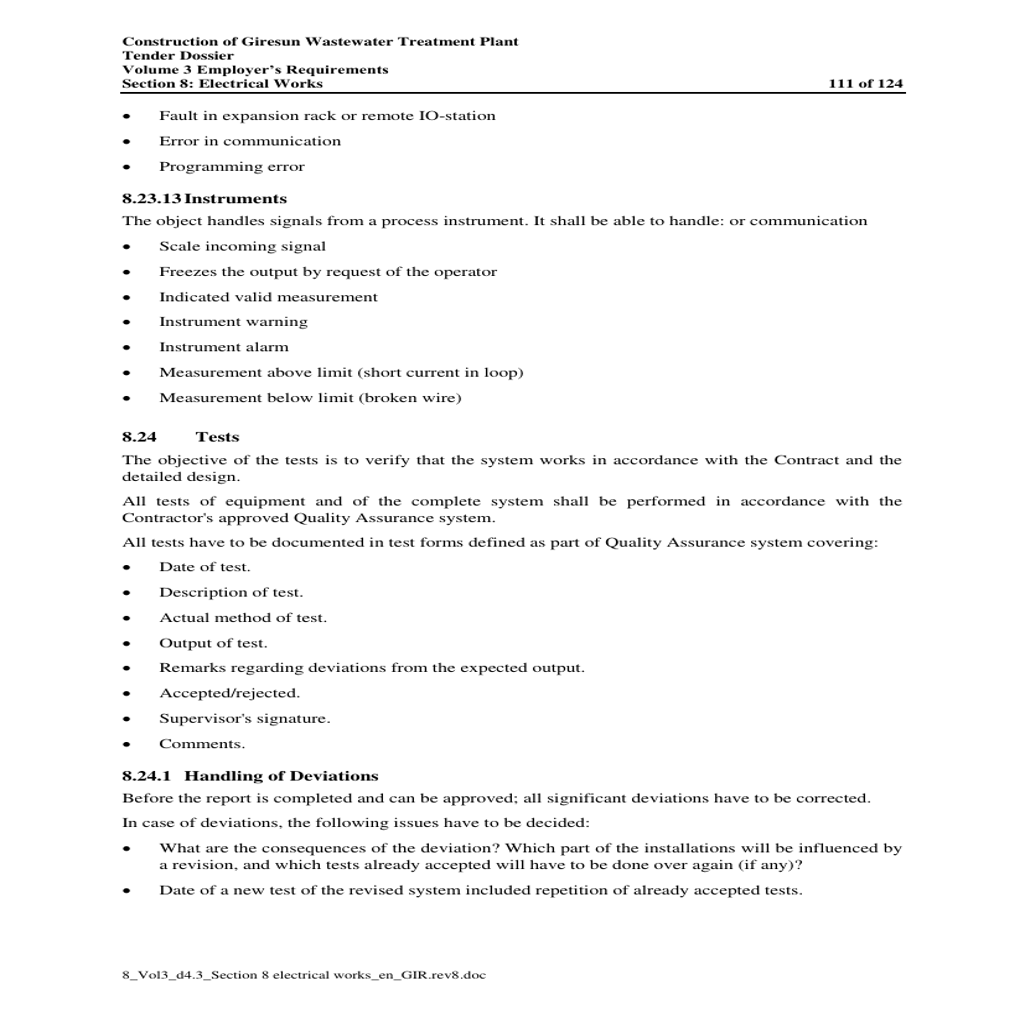 Construction of Giresun Wastewater Treatment Plant
Tender Dossier
Volume 3 Employer's Requirements
Section 8: Electrical Works 111 of 124
• Fault in expansion rack or remote IO-station
• Error in communication
• Programming error
8.23.13 Instruments
The object handles signals from a process instrument. It shall be able to handle: or communication
• Scale incoming signal
• Freezes the output by request of the operator
• Indicated valid measurement
• Instrument warning
• Instrument alarm
• Measurement above limit (short current in loop)
• Measurement below limit (broken wire)
8.24 Tests
The objective of the tests is to verify that the system works in accordance with the Contract and the
detailed design.
All tests of equipment and of the complete system shall be performed in accordance with the
Contractor's approved Quality Assurance system.
All tests have to be documented in test forms defined as part of Quality Assurance system covering:
• Date of test.
• Description of test.
• Actual method of test.
• Output of test.
• Remarks regarding deviations from the expected output.
• Accepted/rejected.
• Supervisor's signature.
• Comments.
8.24.1 Handling of Deviations
Before the report is completed and can be approved; all significant deviations have to be corrected.
In case of deviations, the following issues have to be decided:
• What are the consequences of the deviation? Which part of the installations will be influenced by
a revision, and which tests already accepted will have to be done over again (if any)?
• Date of a new test of the revised system included repetition of already accepted tests.
8_Vol3_d4.3_Section 8 electrical works_en_GIR.rev8.doc